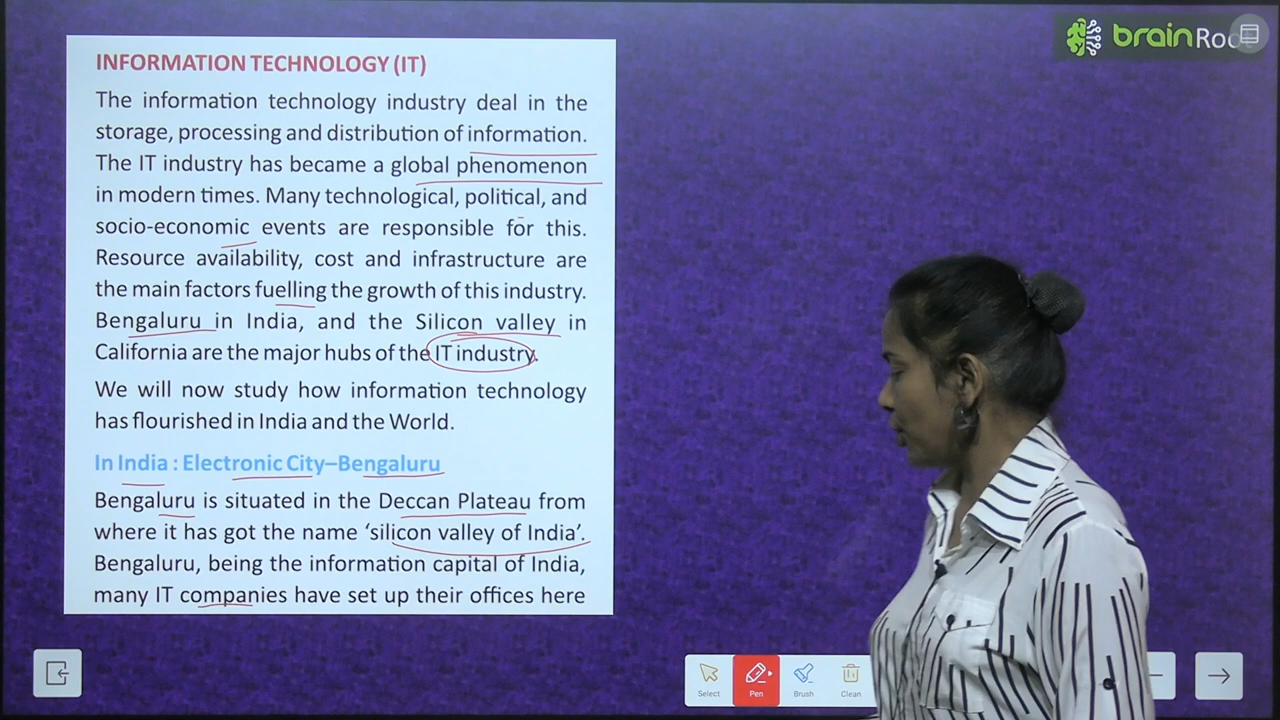 brain Roo
INFORMATION TECHNOLOGY (IT)
The information technology industry deal in the
storage, processing and distribution of information.
The IT industry has became a global phenomenon
in modern times. Many technological, political, and
socio-economic events are responsible for this.
Resource availability, cost and infrastructure are
the main factors fuelling the growth of this industry.
Bengaluru in India, and the Silicon valley in
California are the major hubs of the IT industry.
We will now study how information technology
has flourished in India and the World.
In India : Electronic City–Bengaluru
Bengaluru is situated in the Deccan Plateau from
where it has got the name ‘silicon valley of India’.
Bengaluru, being the information capital of India,
many IT companies have set up their offices here
Select Pen Brush Clean